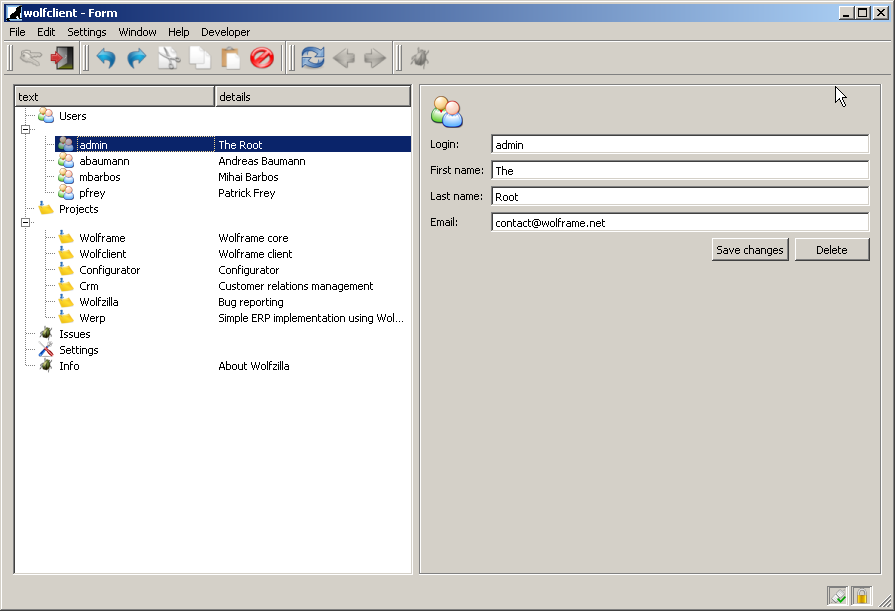 wolfclient - Form
File Edit Settings Window Help Developer
text details
Users
admin The Root
abaumann Andreas Baumann
mbarbos Mihai Barbos
pfrey Patrick Frey
Projects
Wolframe Wolframe core
Wolfclient Wolframe client
Configurator Configurator
Crm Customer relations management
Wolfzilla Bug reporting
Werp Simple ERP implementation using Wol...
Issues
Settings
Info About Wolfzilla
Login: admin
First name: The
Last name: Root
Email: contact@wolframe.net
Save changes Delete